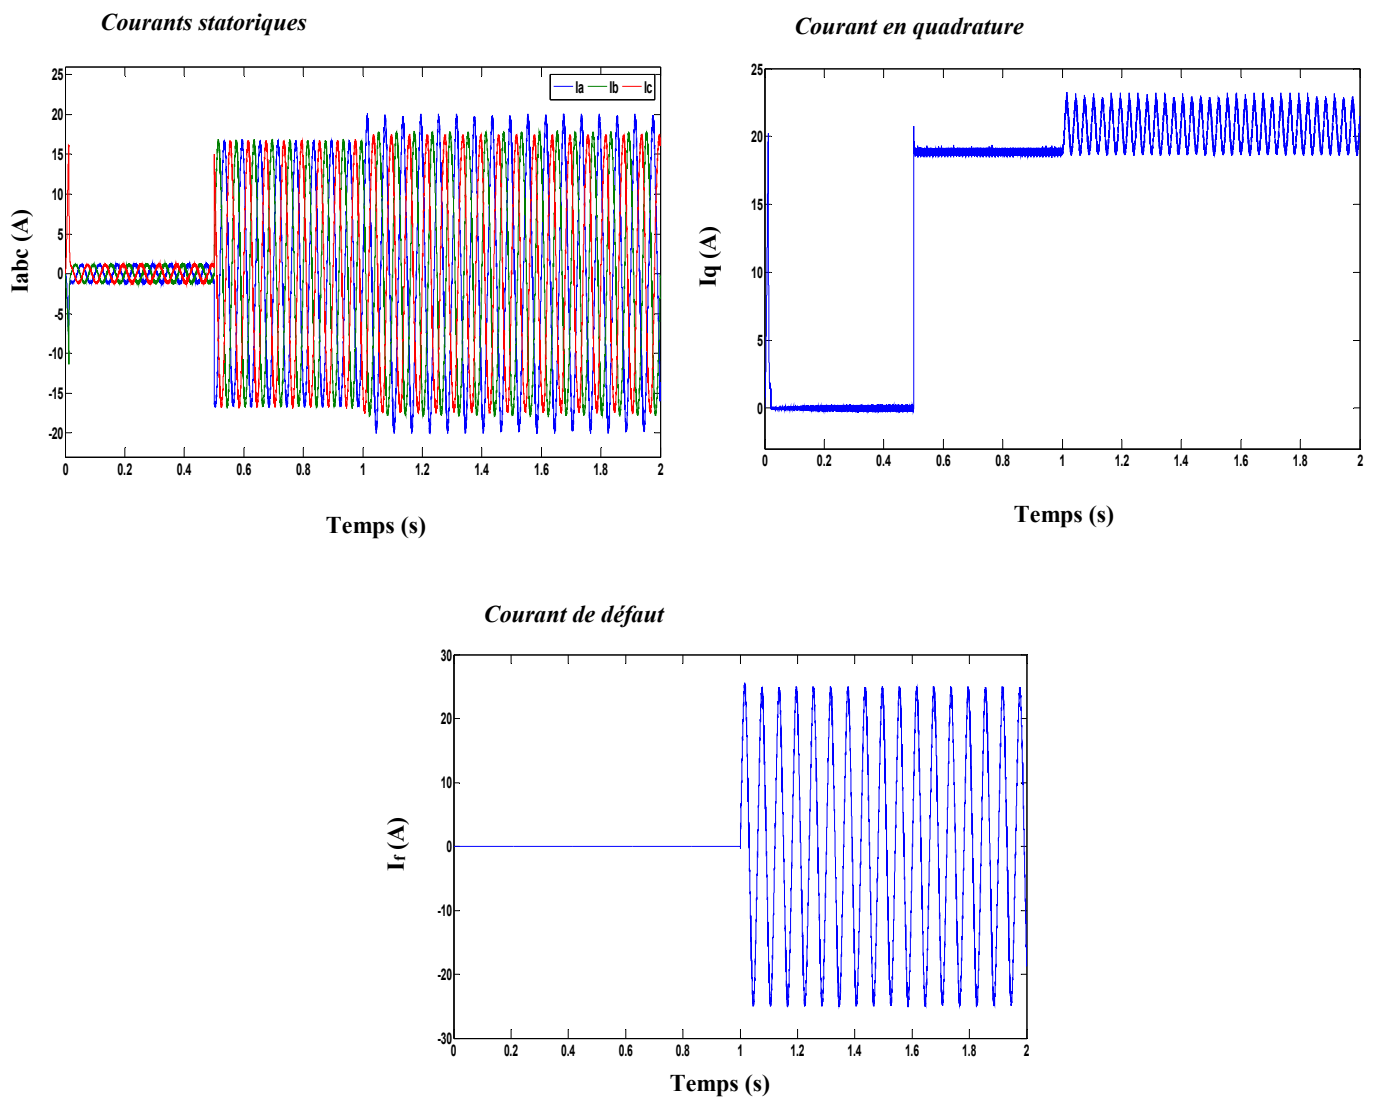 Courants statoriques
Courant en quadrature
Ia Ib Ic
25
20
15
10
5
0
-5
-10
-15
-20
Iabc (A)
0 0.2 0.4 0.6 0.8 1 1.2 1.4 1.6 1.8 2
Temps (s)
25
20
15
10
5
0
Iq (A)
0 0.2 0.4 0.6 0.8 1 1.2 1.4 1.6 1.8 2
Temps (s)
Courant de défaut
30
20
10
0
-10
-20
-30
If (A)
0 0.2 0.4 0.6 0.8 1 1.2 1.4 1.6 1.8 2
Temps (s)